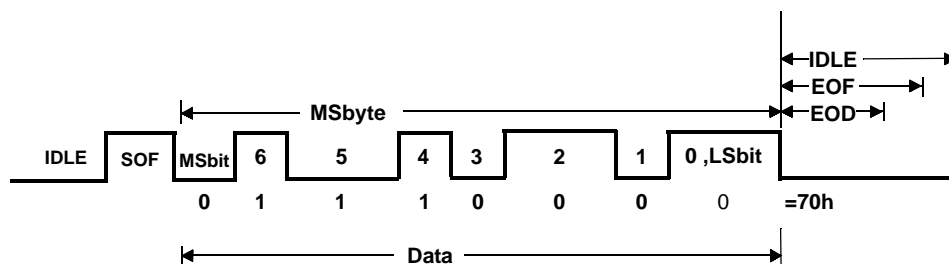 IDLE
EOF
MSbyte
EOD
IDLE SOF MSbit 6 5 4 3 2 1 0 ,LSbit
0 1 1 1 0 0 0 0 =70h
Data